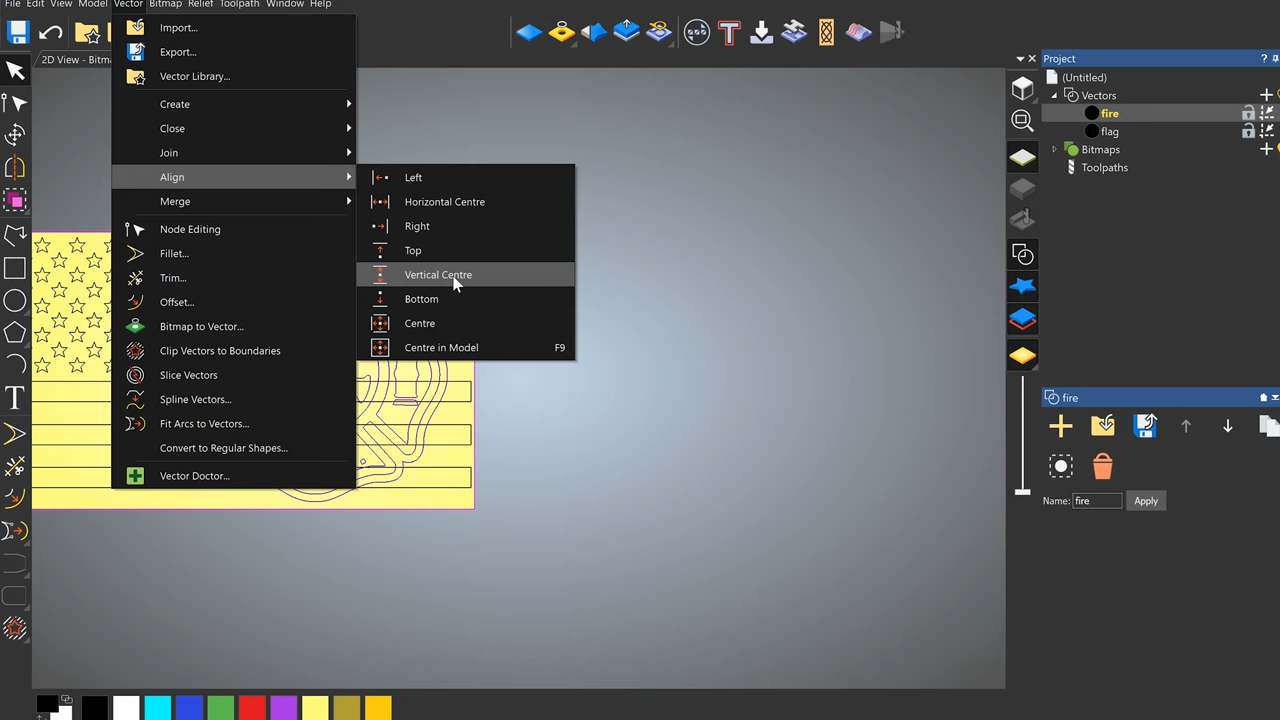 File Edit View Model Vector Bitmap Relief Toolpath Window Help
2D View - Bitma
Import...
Export...
Vector Library...
Create
Close
Join
Align
Merge
Node Editing
Fillet...
Trim...
Offset...
Bitmap to Vector...
Clip Vectors to Boundaries
Slice Vectors
Spline Vectors...
Fit Arcs to Vectors...
Convert to Regular Shapes...
Vector Doctor...
Left
Horizontal Centre
Right
Top
Vertical Centre
Bottom
Centre
Centre in Model F9
Project
?
(Untitled)
Vectors
fire
flag
Bitmaps
Toolpaths
fire
Name: fire Apply